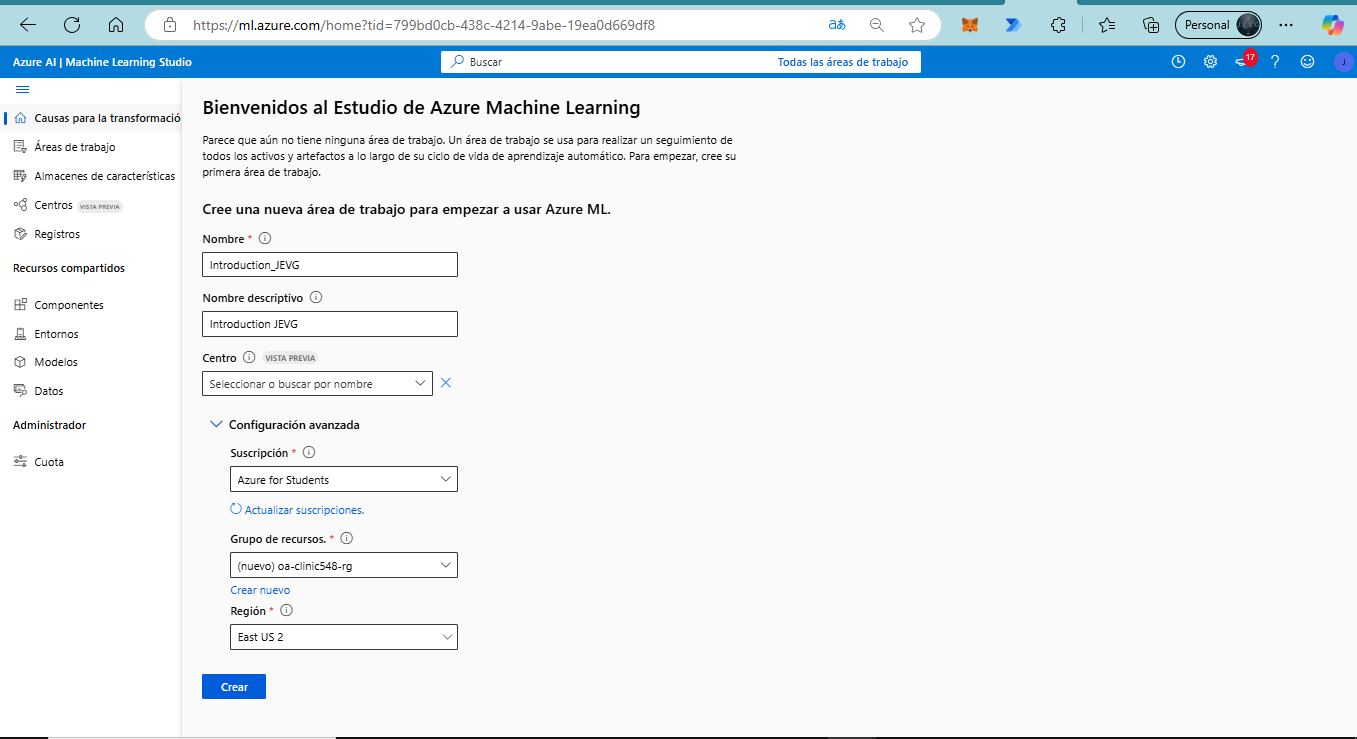 https://ml.azure.com/home?tid=799bd0cb-438c-4214-9abe-19ea0d669df8
aあ
Personal
Azure AI | Machine Learning Studio
Buscar
Todas las áreas de trabajo
17
?
J
Causas para la transformació
Áreas de trabajo
Almacenes de características
Centros VISTA PREVIA
Registros
Recursos compartidos
Componentes
Entornos
Modelos
Datos
Administrador
Cuota
Bienvenidos al Estudio de Azure Machine Learning
Parece que aún no tiene ninguna área de trabajo. Un área de trabajo se usa para realizar un seguimiento de
todos los activos y artefactos a lo largo de su ciclo de vida de aprendizaje automático. Para empezar, cree su
primera área de trabajo.
Cree una nueva área de trabajo para empezar a usar Azure ML.
Nombre *
Introduction_JEVG
Nombre descriptivo
Introduction JEVG
Centro VISTA PREVIA
Seleccionar o buscar por nombre
Configuración avanzada
Suscripción *
Azure for Students
Actualizar suscripciones.
Grupo de recursos. *
(nuevo) oa-clinic548-rg
Crear nuevo
Región *
East US 2
Crear